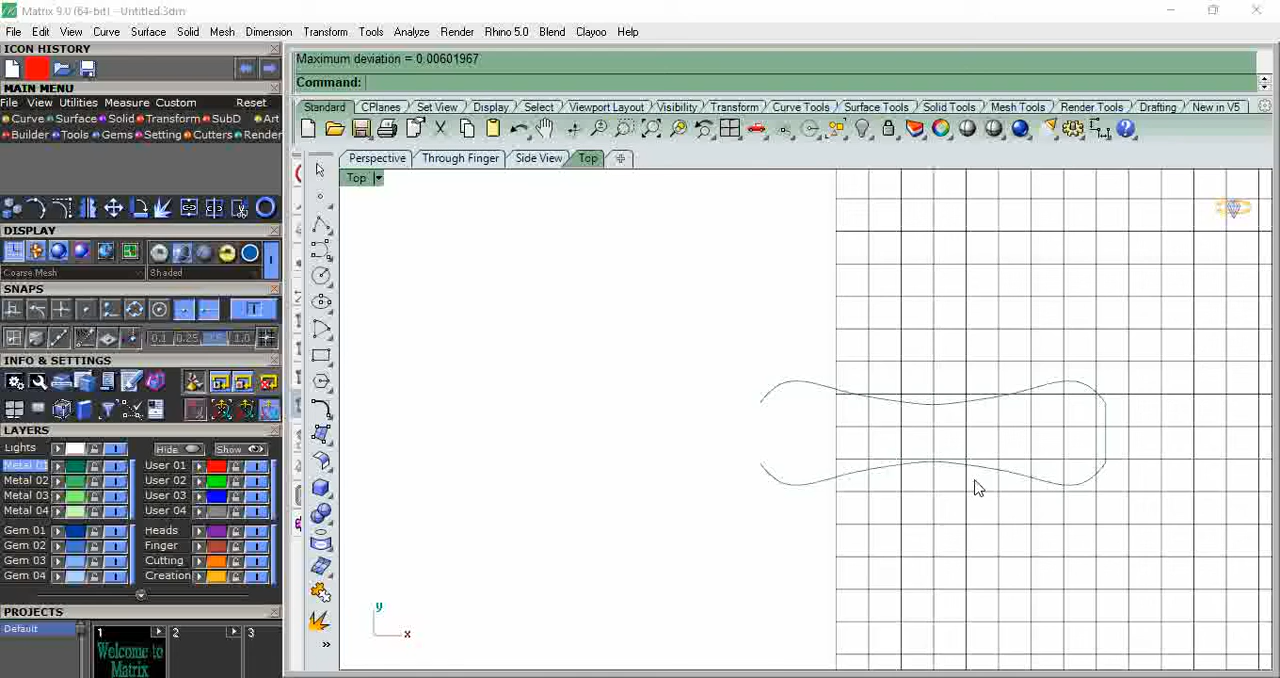 Matrix 9.0 (64-bit) - Untitled.3dm
File Edit View Curve Surface Solid Mesh Dimension Transform Tools Analyze Render Rhino 5.0 Blend Clayoo Help
ICON HISTORY
MAIN MENU
File View Utilities Measure Custom Reset
Curve Surface Solid Transform SubD Art
Builder Tools Gems Setting Cutters Render
DISPLAY
Coarse Mesh Shaded
SNAPS
0.1 0.25 1.0
INFO & SETTINGS
LAYERS
Lights Hide Show
Metal 01 User 01
Metal 02 User 02
Metal 03 User 03
Metal 04 User 04
Gem 01 Heads
Gem 02 Finger
Gem 03 Cutting
Gem 04 Creation
PROJECTS
Default
1 2 3
Welcome to
Matrix
Maximum deviation = 0.00601967
Command:
Standard CPlanes Set View Display Select Viewport Layout Visibility Transform Curve Tools Surface Tools Solid Tools Mesh Tools Render Tools Drafting New in V5
Perspective Through Finger Side View Top
Top
y
x